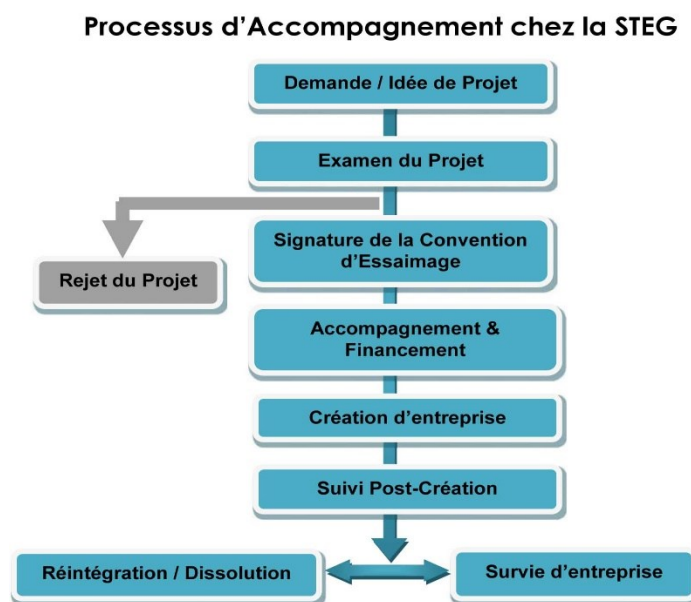 Processus d’Accompagnement chez la STEG
Demande / Idée de Projet
Examen du Projet
Signature de la Convention
d’Essaimage
Rejet du Projet
Accompagnement &
Financement
Création d’entreprise
Suivi Post-Création
Réintégration / Dissolution
Survie d’entreprise